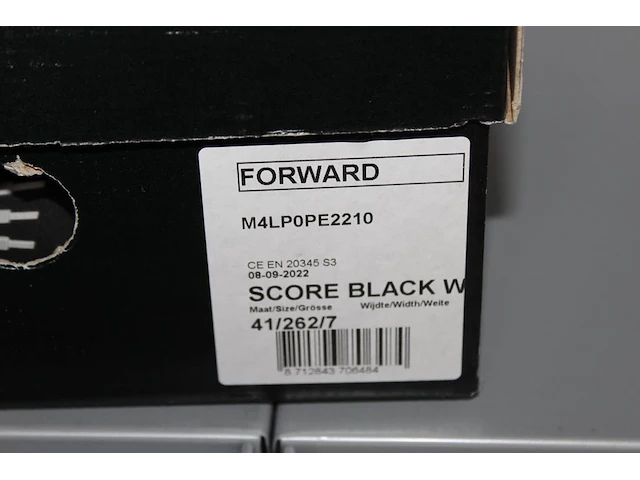 FORWARD
M4LP0PE2210
CE EN 20345 S3
08-09-2022
SCORE BLACK W
Maat/Size/Grösse Wijdte/Width/Weite
41/262/7
8 712843 706484